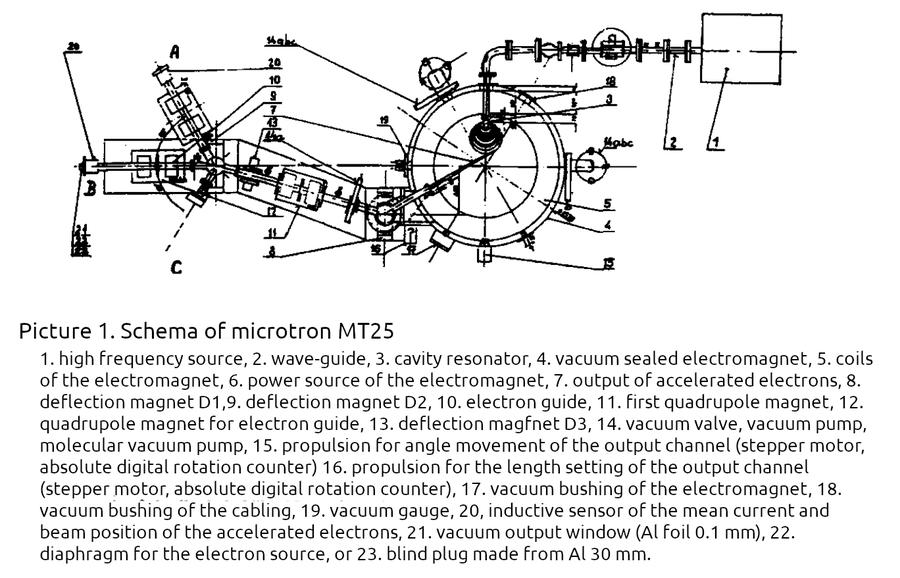 20
A
14abc
20
10
9
7
13
19
18
3
14abc
2
1
B
5
4
12
11
8
16
17
15
C
Picture 1. Schema of microtron MT25
1. high frequency source, 2. wave-guide, 3. cavity resonator, 4. vacuum sealed electromagnet, 5. coils
of the electromagnet, 6. power source of the electromagnet, 7. output of accelerated electrons, 8.
deflection magnet D1,9. deflection magnet D2, 10. electron guide, 11. first quadrupole magnet, 12.
quadrupole magnet for electron guide, 13. deflection magfnet D3, 14. vacuum valve, vacuum pump,
molecular vacuum pump, 15. propulsion for angle movement of the output channel (stepper motor,
absolute digital rotation counter) 16. propulsion for the length setting of the output channel
(stepper motor, absolute digital rotation counter), 17. vacuum bushing of the electromagnet, 18.
vacuum bushing of the cabling, 19. vacuum gauge, 20, inductive sensor of the mean current and
beam position of the accelerated electrons, 21. vacuum output window (Al foil 0.1 mm), 22.
diaphragm for the electron source, or 23. blind plug made from Al 30 mm.